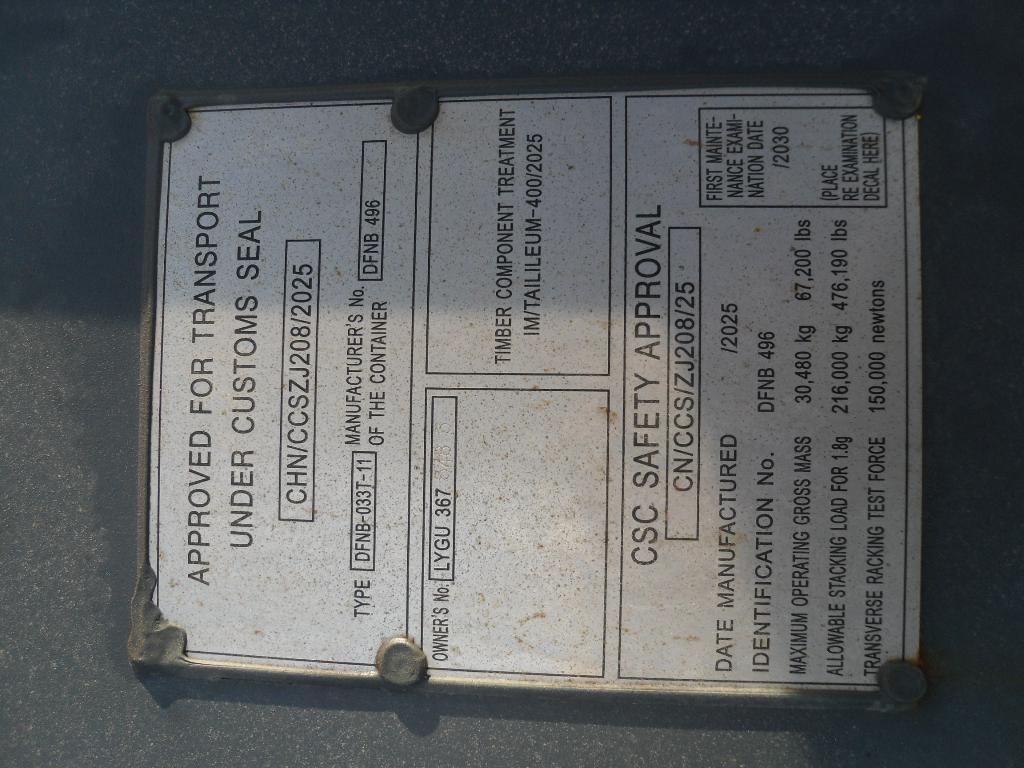 APPROVED FOR TRANSPORT
UNDER CUSTOMS SEAL
CHN/CCSZJ208/2025
TYPE DFNB-033T-11 MANUFACTURER'S No. OF THE CONTAINER DFNB 496
OWNER'S No. LYGU 367
TIMBER COMPONENT TREATMENT
IM/TAILILEUM-400/2025
CSC SAFETY APPROVAL
CN/CCS/ZJ208/25
DATE MANUFACTURED /2025
IDENTIFICATION No. DFNB 496
MAXIMUM OPERATING GROSS MASS 30,480 kg 67,200 lbs
ALLOWABLE STACKING LOAD FOR 1.8g 216,000 kg 476,190 lbs
TRANSVERSE RACKING TEST FORCE 150,000 newtons
FIRST MAINTE-
NANCE EXAMI-
NATION DATE
/2030
(PLACE
RE EXAMINATION
DECAL HERE)